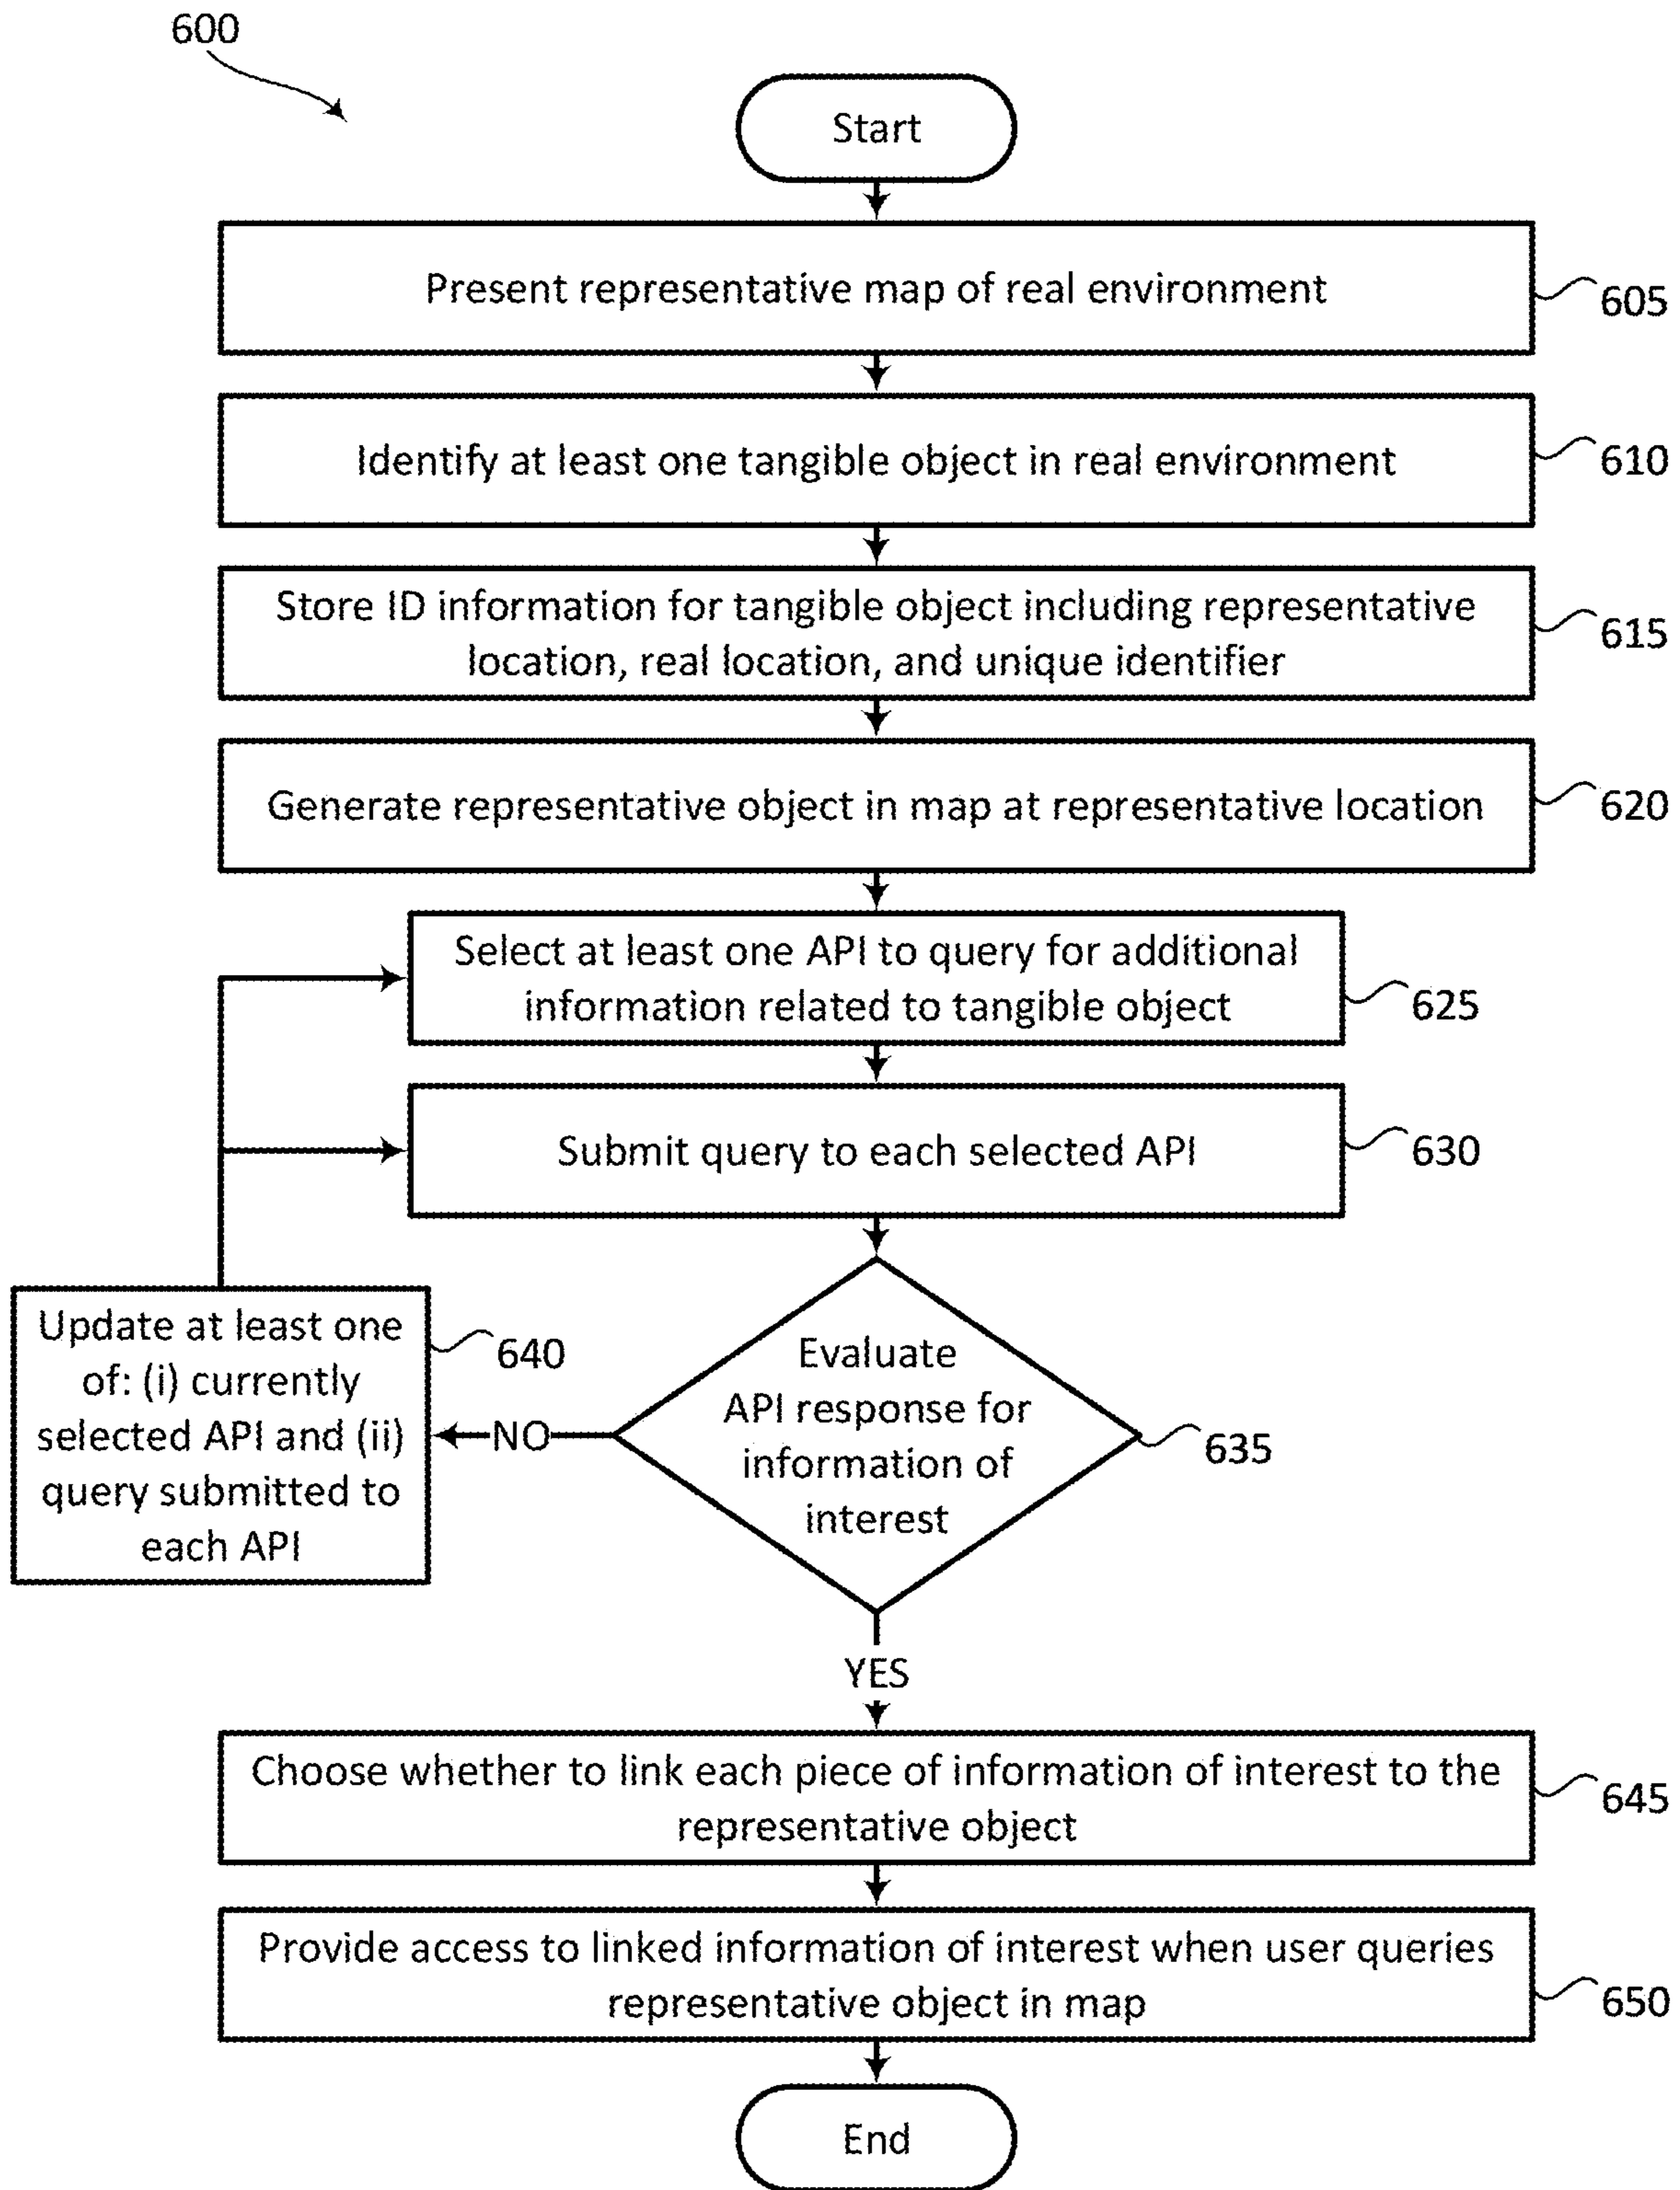 600
Start
Present representative map of real environment
605
Identify at least one tangible object in real environment
610
Store ID information for tangible object including representative
location, real location, and unique identifier
615
Generate representative object in map at representative location
620
Select at least one API to query for additional
information related to tangible object
625
Submit query to each selected API
630
Evaluate
API response for
information of
interest
635
NO
Update at least one
of: (i) currently
selected API and (ii)
query submitted to
each API
640
YES
Choose whether to link each piece of information of interest to the
representative object
645
Provide access to linked information of interest when user queries
representative object in map
650
End